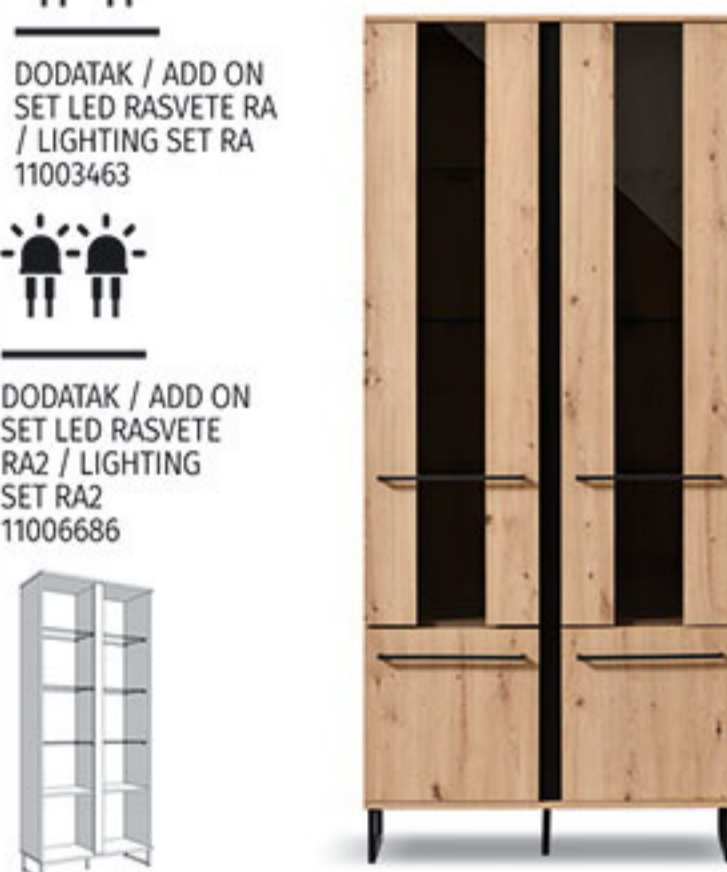 DODATAK / ADD ON
SET LED RASVETE RA
/ LIGHTING SET RA
11003463
DODATAK / ADD ON
SET LED RASVETE
RA2 / LIGHTING
SET RA2
11006686